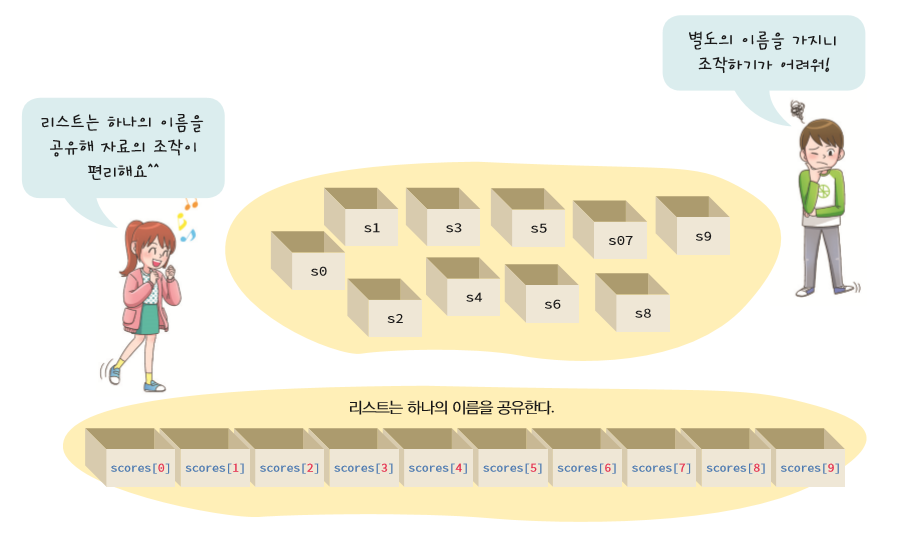 별도의 이름을 가지니
조작하기가 어려워!
리스트는 하나의 이름을
공유해 자료의 조작이
편리해요^^
s0
s1
s2
s3
s4
s5
s6
s07
s8
s9
리스트는 하나의 이름을 공유한다.
scores[0] scores[1] scores[2] scores[3] scores[4] scores[5] scores[6] scores[7] scores[8] scores[9]